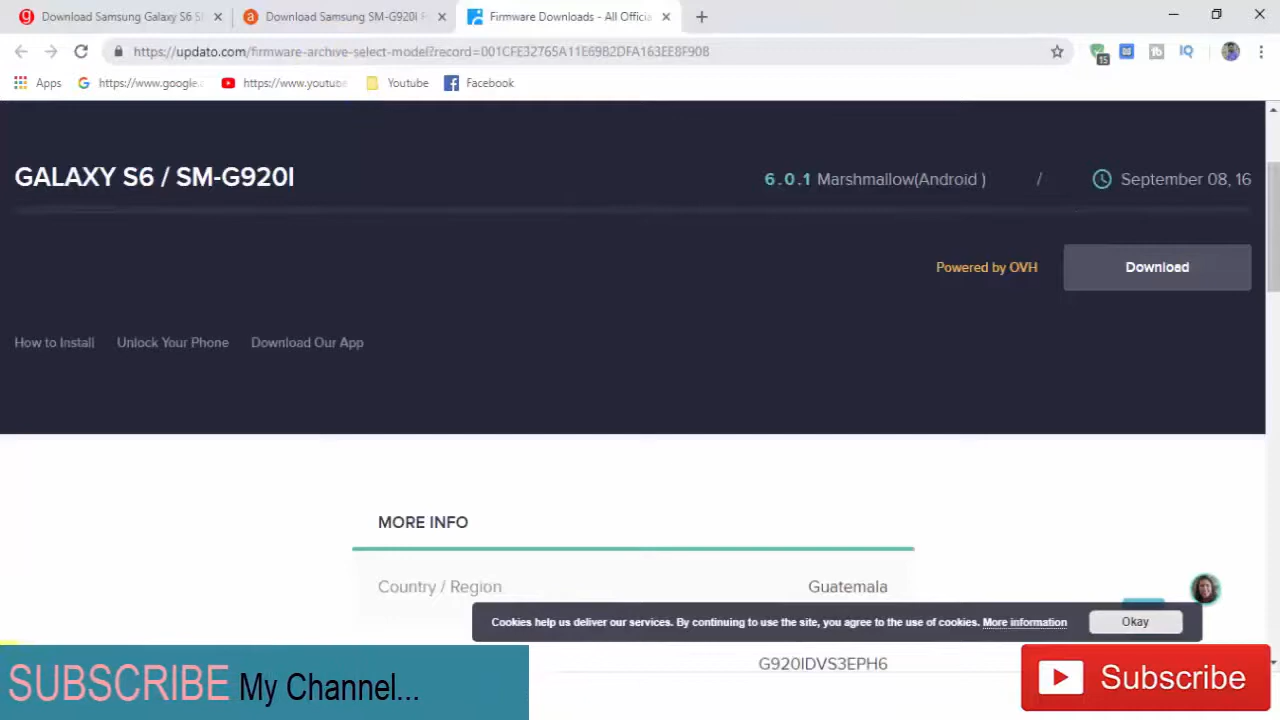 Download Samsung Galaxy S6 S
Download Samsung SM-G920I F
Firmware Downloads - All Officia
https://updato.com/firmware-archive-select-model?record=001CFE32765A11E6982DFA163EE8F908
15
Apps
https://www.google.c
https://www.youtube
Youtube
Facebook
GALAXY S6 / SM-G920I
6.0.1 Marshmallow(Android )
/
September 08, 16
Powered by OVH
Download
How to Install
Unlock Your Phone
Download Our App
MORE INFO
Country / Region
Guatemala
Cookies help us deliver our services. By continuing to use the site, you agree to the use of cookies. More information
Okay
G920IDVS3EPH6
SUBSCRIBE My Channel...
Subscribe